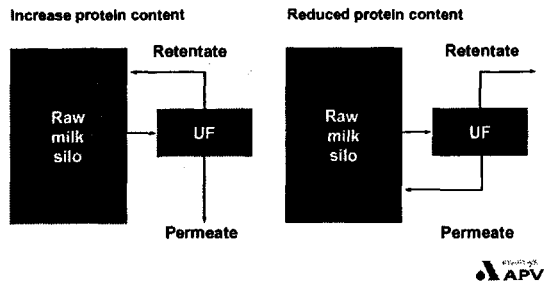 Increase protein content
Retentate
Raw
milk
silo
UF
Permeate
Reduced protein content
Retentate
Raw
milk
silo
UF
Permeate
APV